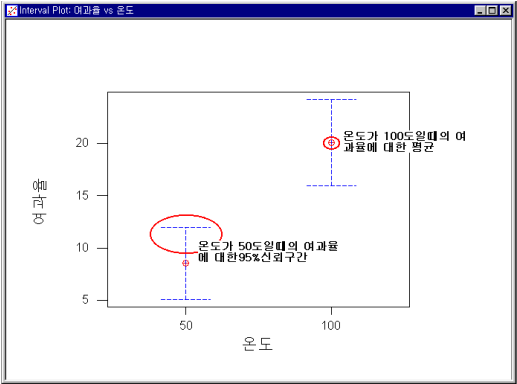 Interval Plot: 여과율 vs 온도
온도가 100도일때의 여
과율에 대한 평균
온도가 50도일때의 여과율
에 대한95%신뢰구간
20
15
10
5
여과율
50
100
온도